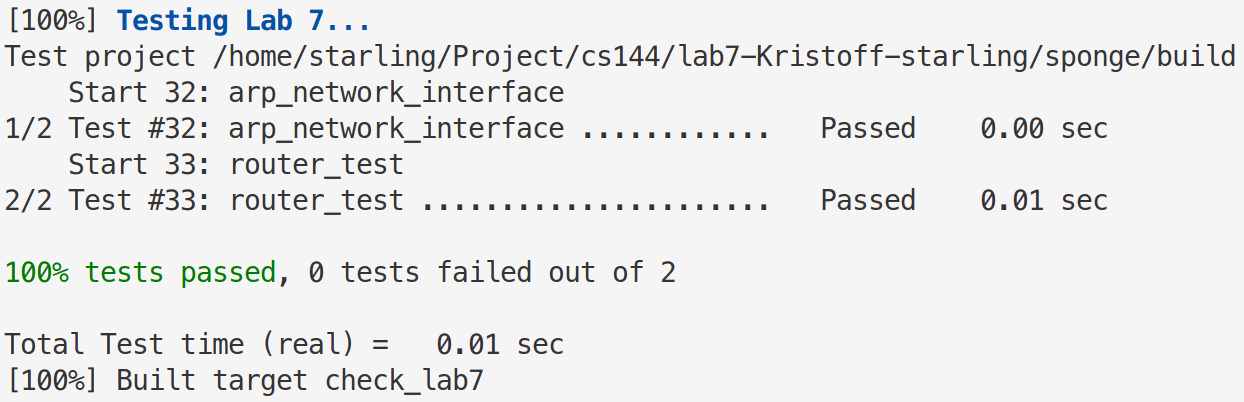 [100%] Testing Lab 7...
Test project /home/starling/Project/cs144/lab7-Kristoff-starling/sponge/build
    Start 32: arp_network_interface
1/2 Test #32: arp_network_interface ............   Passed    0.00 sec
    Start 33: router_test
2/2 Test #33: router_test ......................   Passed    0.01 sec
100% tests passed, 0 tests failed out of 2
Total Test time (real) =   0.01 sec
[100%] Built target check_lab7